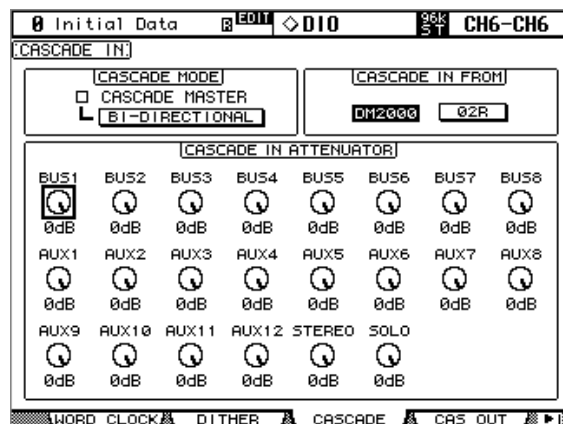 0 Initial Data EDIT DIO 96K ST CH6-CH6
CASCADE IN
CASCADE MODE
CASCADE MASTER
BI-DIRECTIONAL
CASCADE IN FROM
DM2000 02R
CASCADE IN ATTENUATOR
BUS1 BUS2 BUS3 BUS4 BUS5 BUS6 BUS7 BUS8
0dB 0dB 0dB 0dB 0dB 0dB 0dB 0dB
AUX1 AUX2 AUX3 AUX4 AUX5 AUX6 AUX7 AUX8
0dB 0dB 0dB 0dB 0dB 0dB 0dB 0dB
AUX9 AUX10 AUX11 AUX12 STEREO SOLO
0dB 0dB 0dB 0dB 0dB 0dB
WORD CLOCK DITHER CASCADE CAS OUT